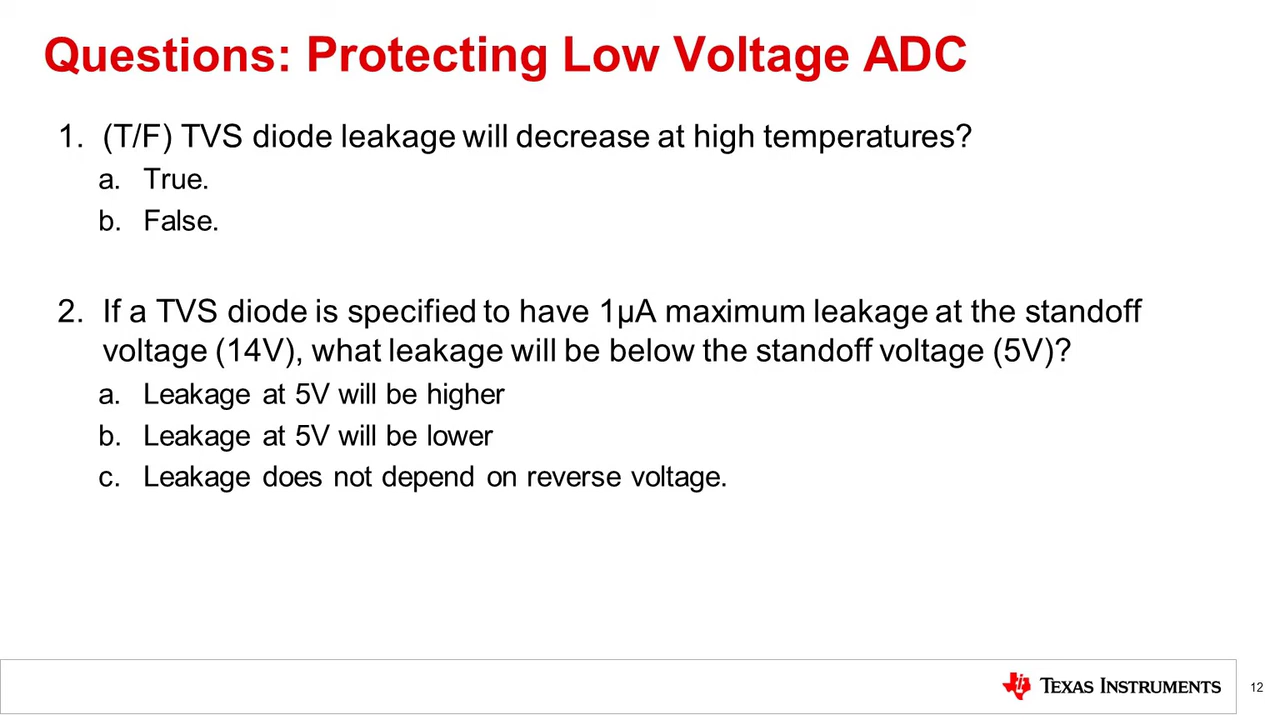 Questions: Protecting Low Voltage ADC
1. (T/F) TVS diode leakage will decrease at high temperatures?
a. True.
b. False.
2. If a TVS diode is specified to have 1µA maximum leakage at the standoff
voltage (14V), what leakage will be below the standoff voltage (5V)?
a. Leakage at 5V will be higher
b. Leakage at 5V will be lower
c. Leakage does not depend on reverse voltage.
TEXAS INSTRUMENTS
12